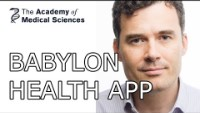 The Academy of
Medical Sciences
BABYLON
HEALTH APP